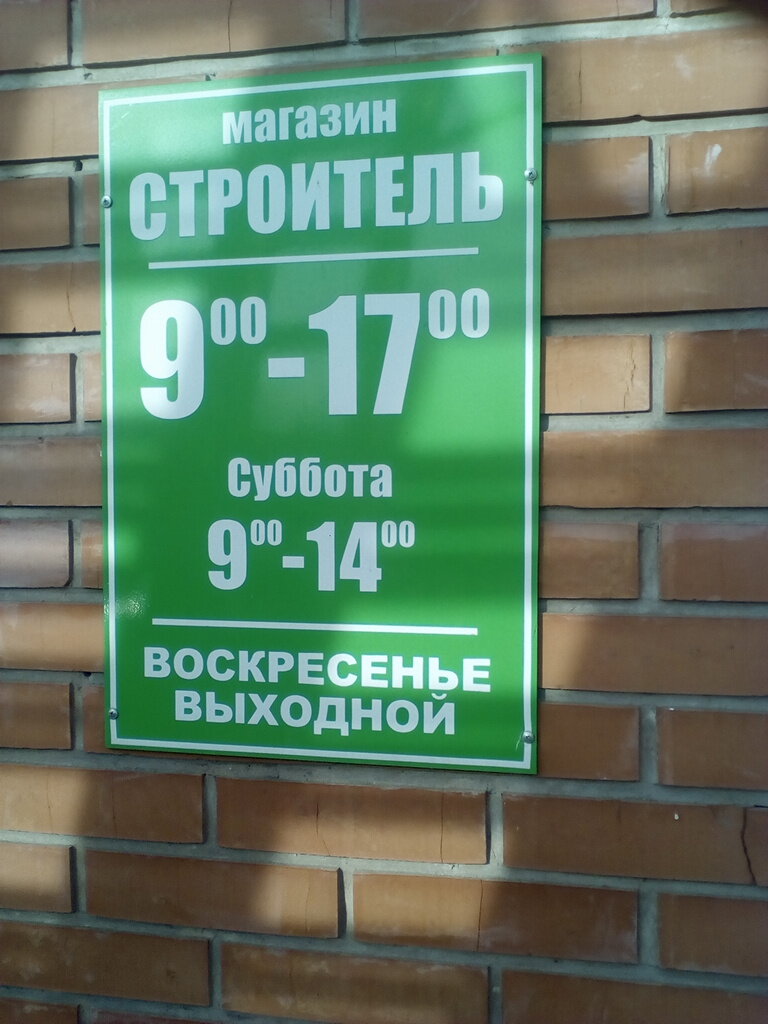 магазин
СТРОИТЕЛЬ
9⁰⁰-17⁰⁰
Суббота
9⁰⁰-14⁰⁰
ВОСКРЕСЕНЬЕ
ВЫХОДНОЙ